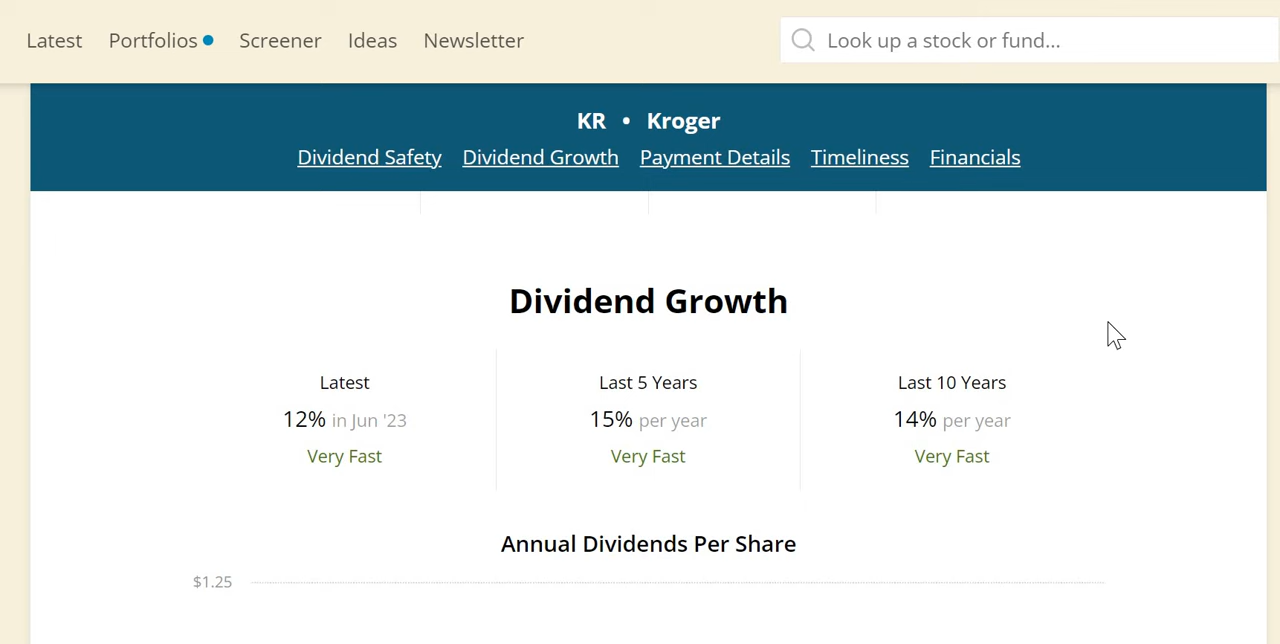 Latest Portfolios Screener Ideas Newsletter Look up a stock or fund...
KR • Kroger
Dividend Safety Dividend Growth Payment Details Timeliness Financials
Dividend Growth
Latest Last 5 Years Last 10 Years
12% in Jun '23 15% per year 14% per year
Very Fast Very Fast Very Fast
Annual Dividends Per Share
$1.25